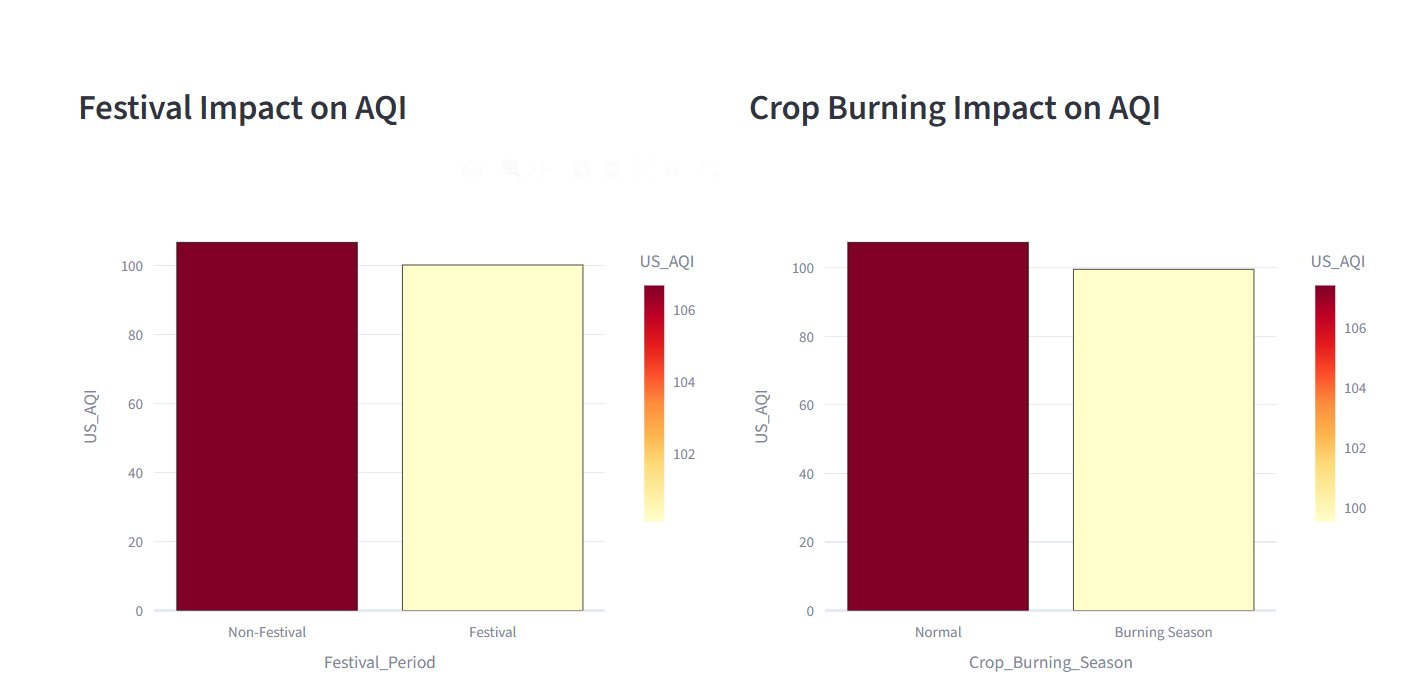 Festival Impact on AQI
Crop Burning Impact on AQI
US_AQI
100
80
60
40
20
0
Non-Festival
Festival
Festival_Period
US_AQI
106
104
102
US_AQI
100
80
60
40
20
0
Normal
Burning Season
Crop_Burning_Season
US_AQI
106
104
102
100